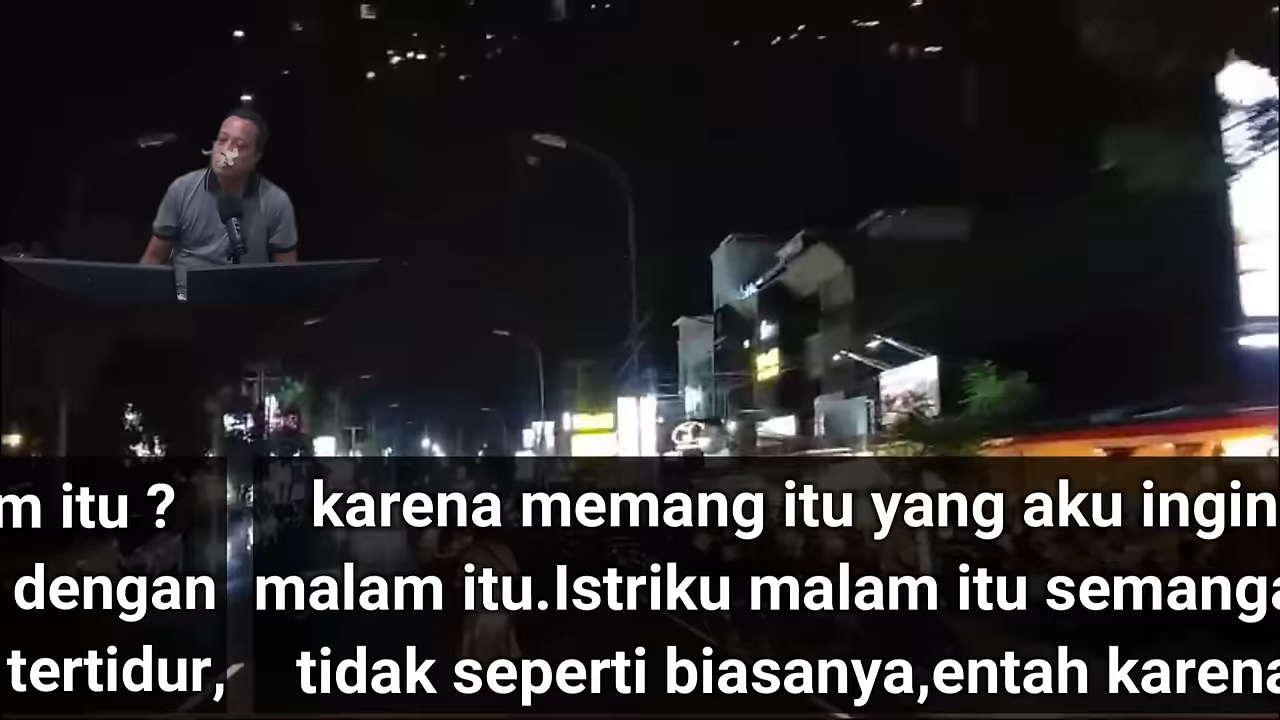 m itu ?
dengan
tertidur,
karena memang itu yang aku ingin
malam itu.Istriku malam itu semanga
tidak seperti biasanya,entah karena